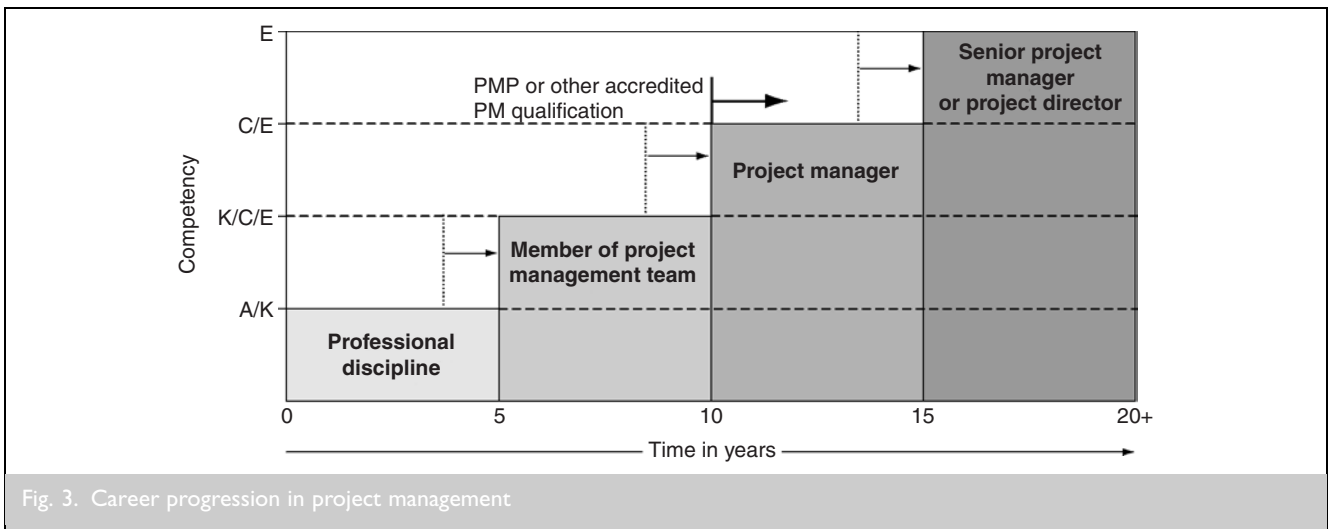 E
Senior project
manager
or project director
PMP or other accredited
PM qualification
C/E
Project manager
Competency
K/C/E
Member of project
management team
A/K
Professional
discipline
0 5 10 15 20+
Time in years
Fig. 3. Career progression in project management